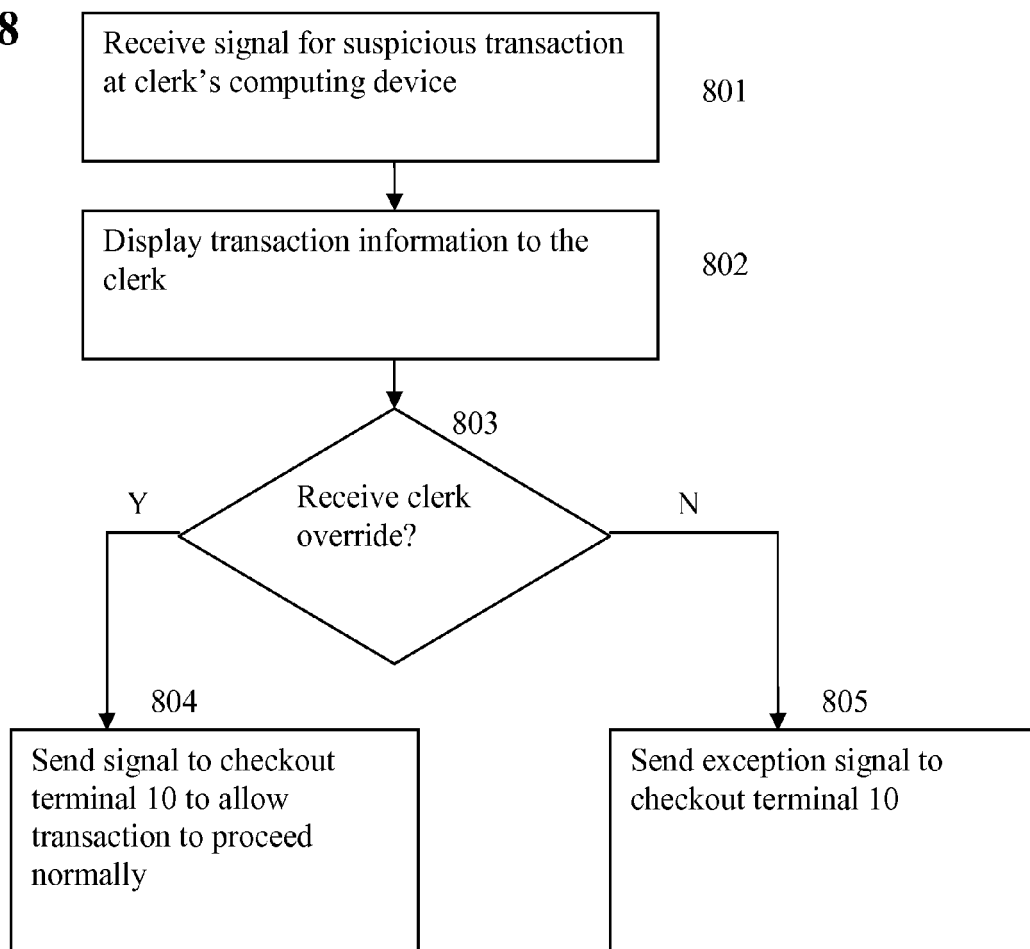 8
Receive signal for suspicious transaction
at clerk's computing device
801
Display transaction information to the
clerk
802
803
Receive clerk
override?
Y
N
804
805
Send signal to checkout
terminal 10 to allow
transaction to proceed
normally
Send exception signal to
checkout terminal 10